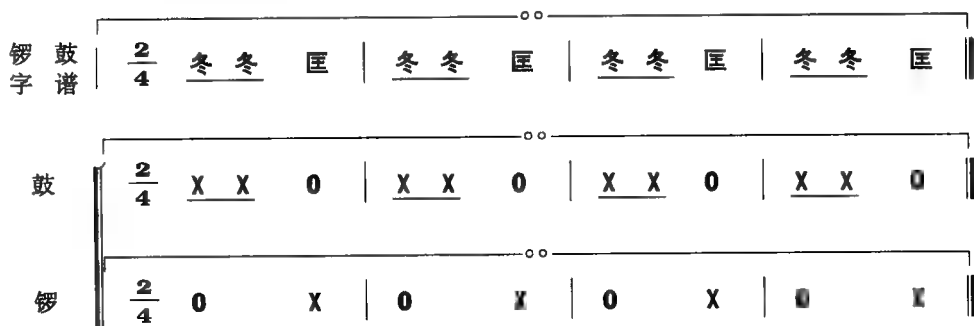 锣鼓字谱 2/4 冬 冬 匡 | 冬 冬 匡 | 冬 冬 匡 | 冬 冬 匡
鼓 2/4 X X 0 | X X 0 | X X 0 | X X 0
锣 2/4 0 X | 0 X | 0 X | 0 X